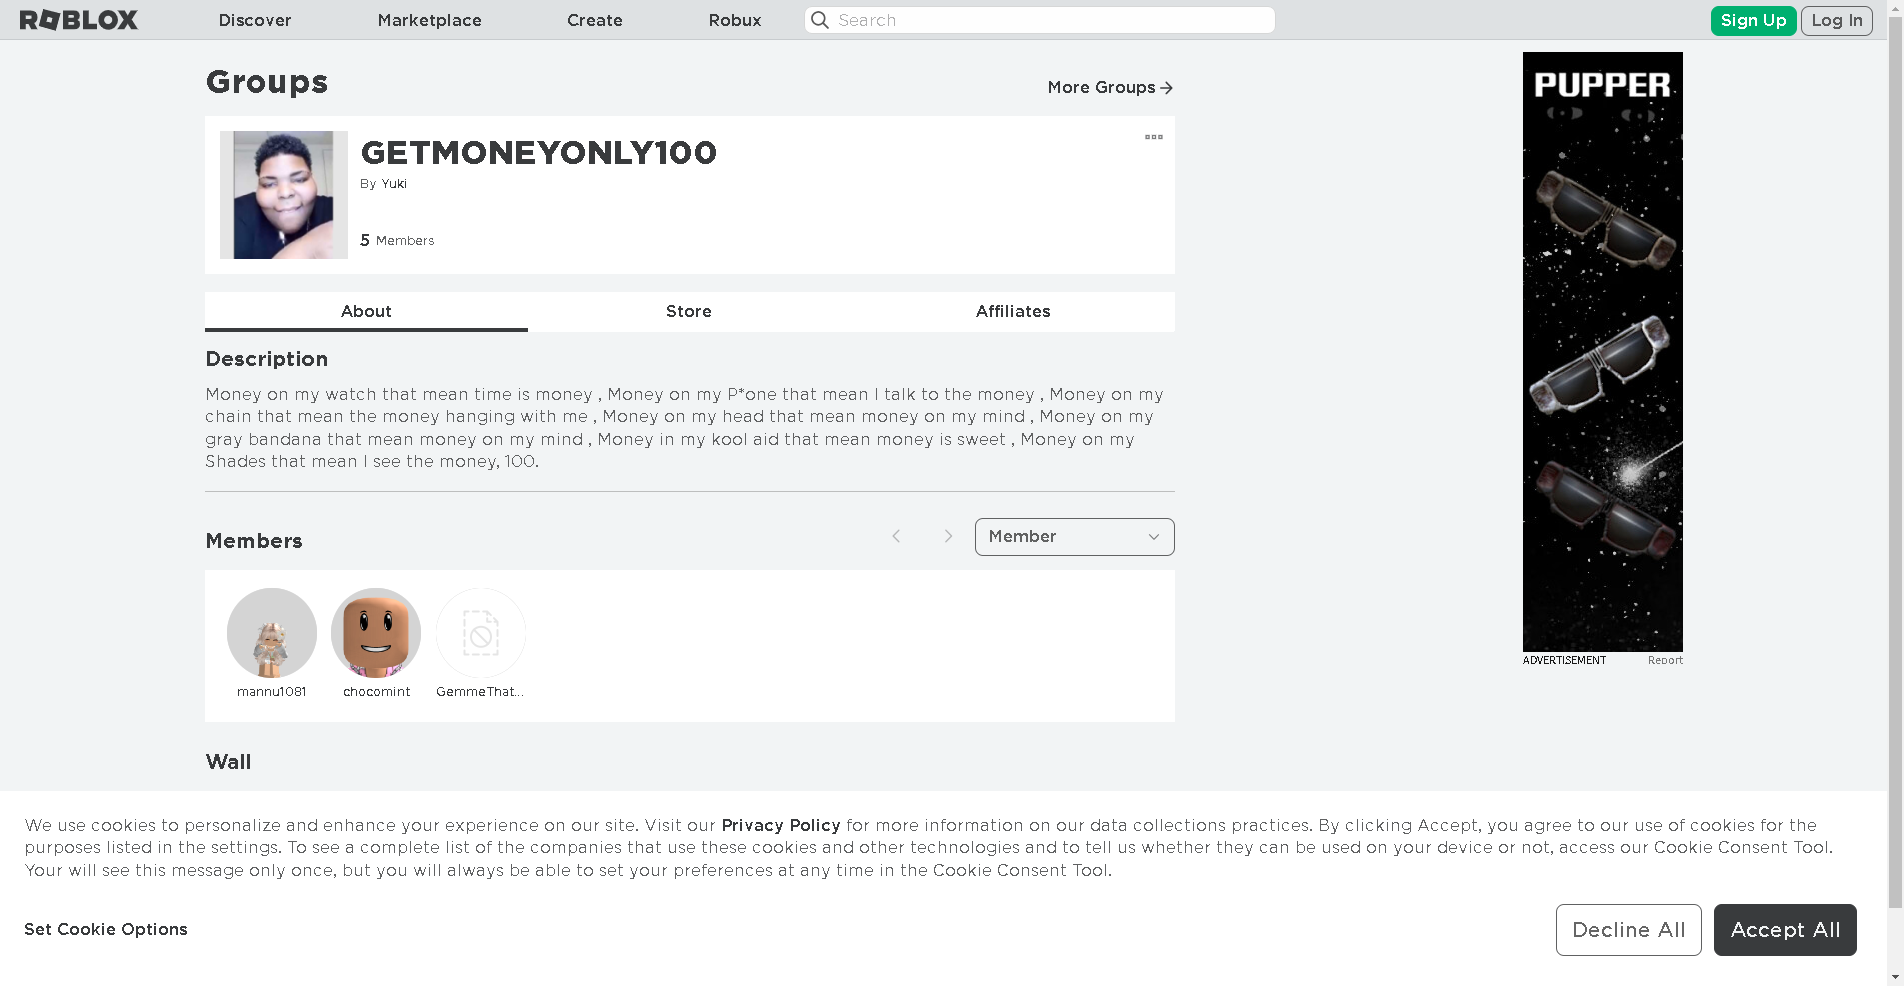 ROBLOX Discover Marketplace Create Robux Search Sign Up Log In
Groups
More Groups
GETMONEYONLY100
By Yuki
5 Members
About Store Affiliates
Description
Money on my watch that mean time is money , Money on my P*one that mean I talk to the money , Money on my
chain that mean the money hanging with me , Money on my head that mean money on my mind , Money on my
gray bandana that mean money on my mind , Money in my kool aid that mean money is sweet , Money on my
Shades that mean I see the money, 100.
Members
Member
mannu1081 chocomint GemmeThat...
Wall
PUPPER
ADVERTISEMENT Report
We use cookies to personalize and enhance your experience on our site. Visit our Privacy Policy for more information on our data collections practices. By clicking Accept, you agree to our use of cookies for the
purposes listed in the settings. To see a complete list of the companies that use these cookies and other technologies and to tell us whether they can be used on your device or not, access our Cookie Consent Tool.
Your will see this message only once, but you will always be able to set your preferences at any time in the Cookie Consent Tool.
Set Cookie Options
Decline All
Accept All